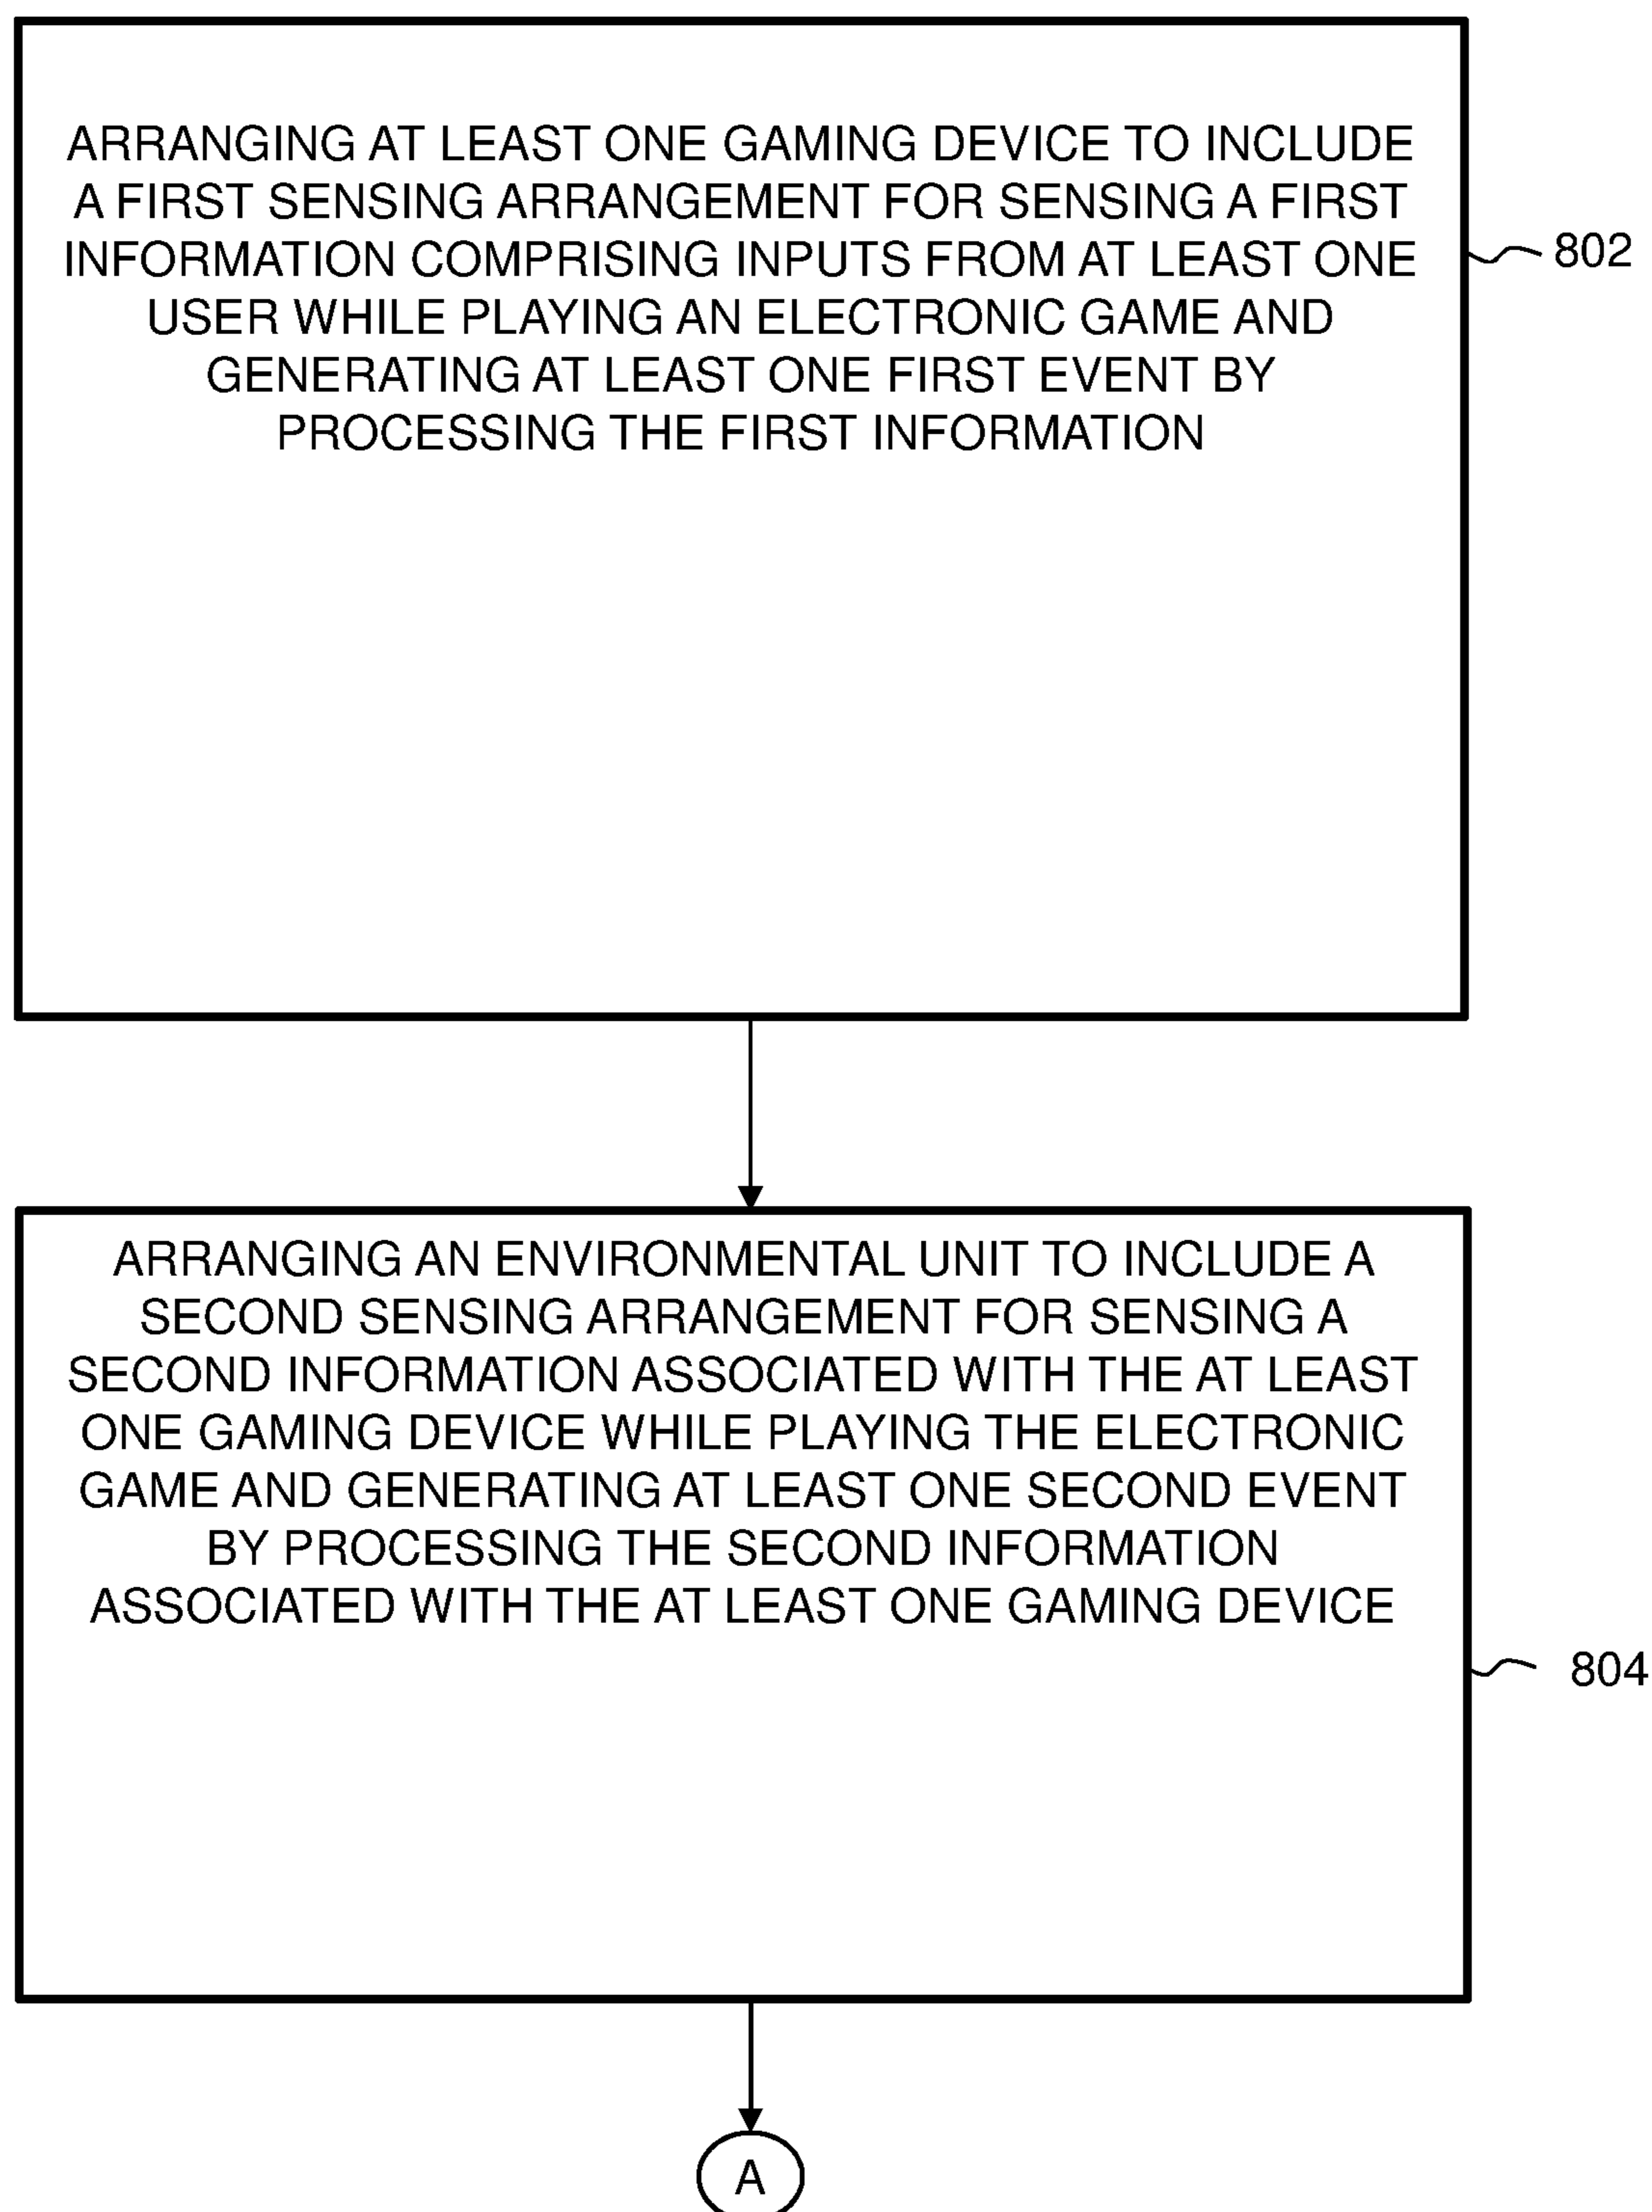 ARRANGING AT LEAST ONE GAMING DEVICE TO INCLUDE
A FIRST SENSING ARRANGEMENT FOR SENSING A FIRST
INFORMATION COMPRISING INPUTS FROM AT LEAST ONE
USER WHILE PLAYING AN ELECTRONIC GAME AND
GENERATING AT LEAST ONE FIRST EVENT BY
PROCESSING THE FIRST INFORMATION
802
ARRANGING AN ENVIRONMENTAL UNIT TO INCLUDE A
SECOND SENSING ARRANGEMENT FOR SENSING A
SECOND INFORMATION ASSOCIATED WITH THE AT LEAST
ONE GAMING DEVICE WHILE PLAYING THE ELECTRONIC
GAME AND GENERATING AT LEAST ONE SECOND EVENT
BY PROCESSING THE SECOND INFORMATION
ASSOCIATED WITH THE AT LEAST ONE GAMING DEVICE
804
A